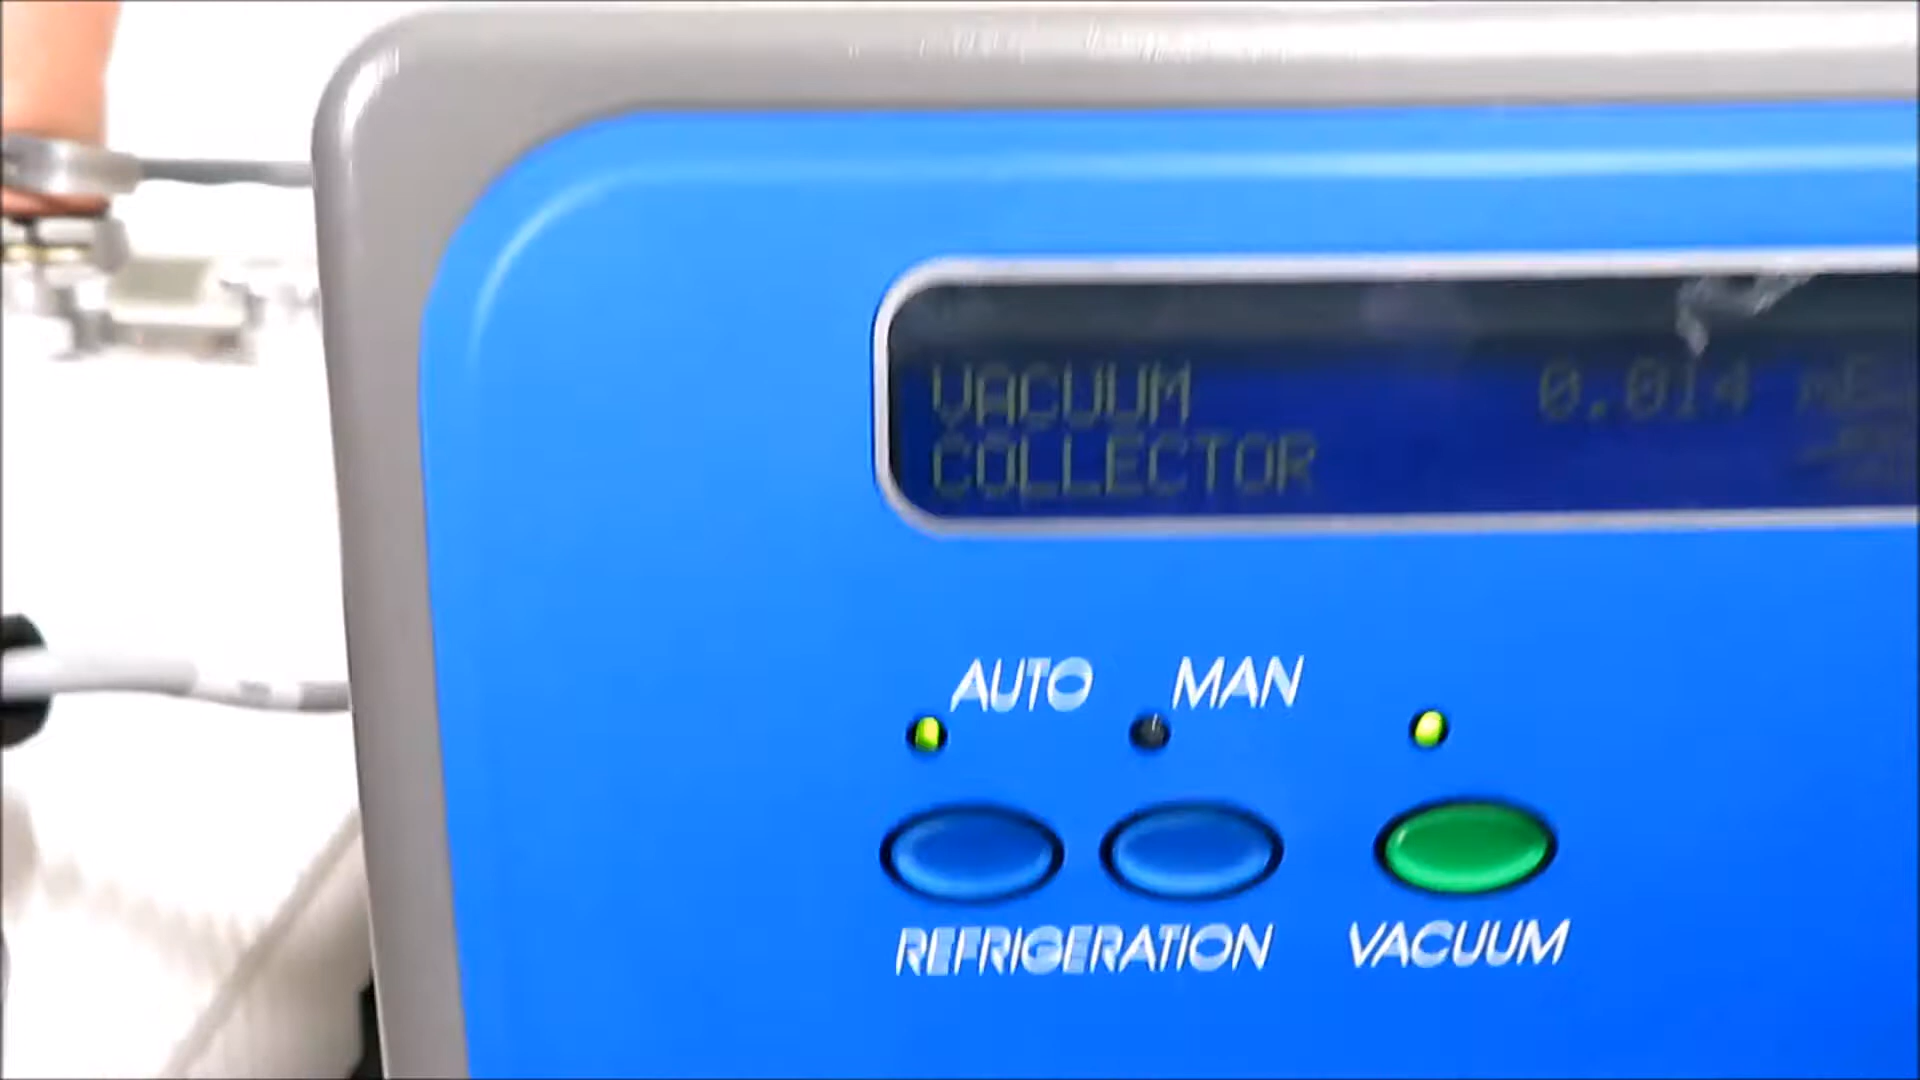 VACUUM 0.014
COLLECTOR
AUTO MAN
REFRIGERATION VACUUM